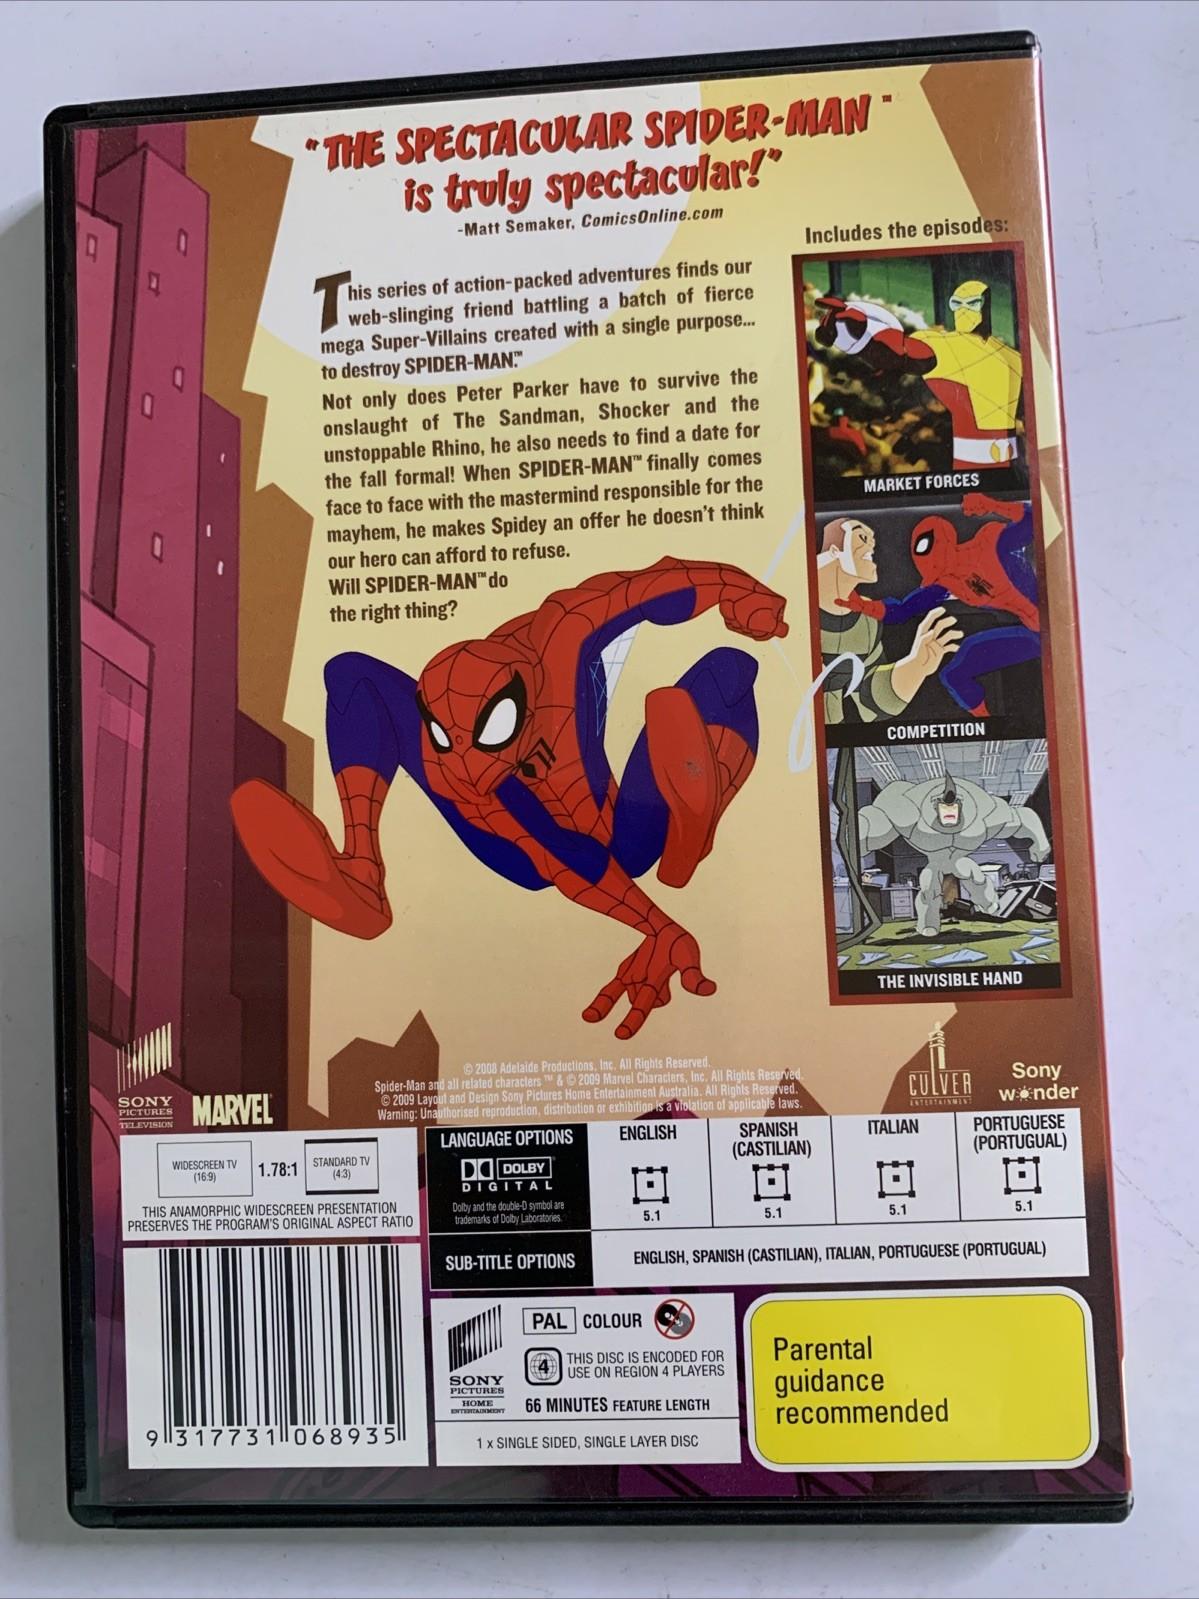 "THE SPECTACULAR SPIDER-MAN™
is truly spectacular!"
-Matt Semaker, ComicsOnline.com
This series of action-packed adventures finds our
web-slinging friend battling a batch of fierce
mega Super-Villains created with a single purpose...
to destroy SPIDER-MAN.™
Not only does Peter Parker have to survive the
onslaught of The Sandman, Shocker and the
unstoppable Rhino, he also needs to find a date for
the fall formal! When SPIDER-MAN™ finally comes
face to face with the mastermind responsible for the
mayhem, he makes Spidey an offer he doesn't think
our hero can afford to refuse.
Will SPIDER-MAN™ do
the right thing?
Includes the episodes:
MARKET FORCES
COMPETITION
THE INVISIBLE HAND
SONY
PICTURES
TELEVISION
MARVEL
© 2008 Adelaide Productions, Inc. All Rights Reserved.
Spider-Man and all related characters ™ & © 2009 Marvel Characters, Inc. All Rights Reserved.
© 2009 Layout and Design Sony Pictures Home Entertainment Australia. All Rights Reserved.
Warning: Unauthorised reproduction, distribution or exhibition is a violation of applicable laws.
CULVER
ENTERTAINMENT
Sony
wonder
WIDESCREEN TV
(16:9)
1.78:1
STANDARD TV
(4:3)
THIS ANAMORPHIC WIDESCREEN PRESENTATION
PRESERVES THE PROGRAM'S ORIGINAL ASPECT RATIO
LANGUAGE OPTIONS
DOLBY
DIGITAL
Dolby and the double-D symbol are
trademarks of Dolby Laboratories.
ENGLISH
5.1
SPANISH
(CASTILIAN)
5.1
ITALIAN
5.1
PORTUGUESE
(PORTUGAL)
5.1
SUB-TITLE OPTIONS
ENGLISH, SPANISH (CASTILIAN), ITALIAN, PORTUGUESE (PORTUGAL)
9 317731 068935
SONY
PICTURES
HOME
ENTERTAINMENT
PAL COLOUR
4
THIS DISC IS ENCODED FOR
USE ON REGION 4 PLAYERS
66 MINUTES FEATURE LENGTH
1 x SINGLE SIDED, SINGLE LAYER DISC
Parental
guidance
recommended